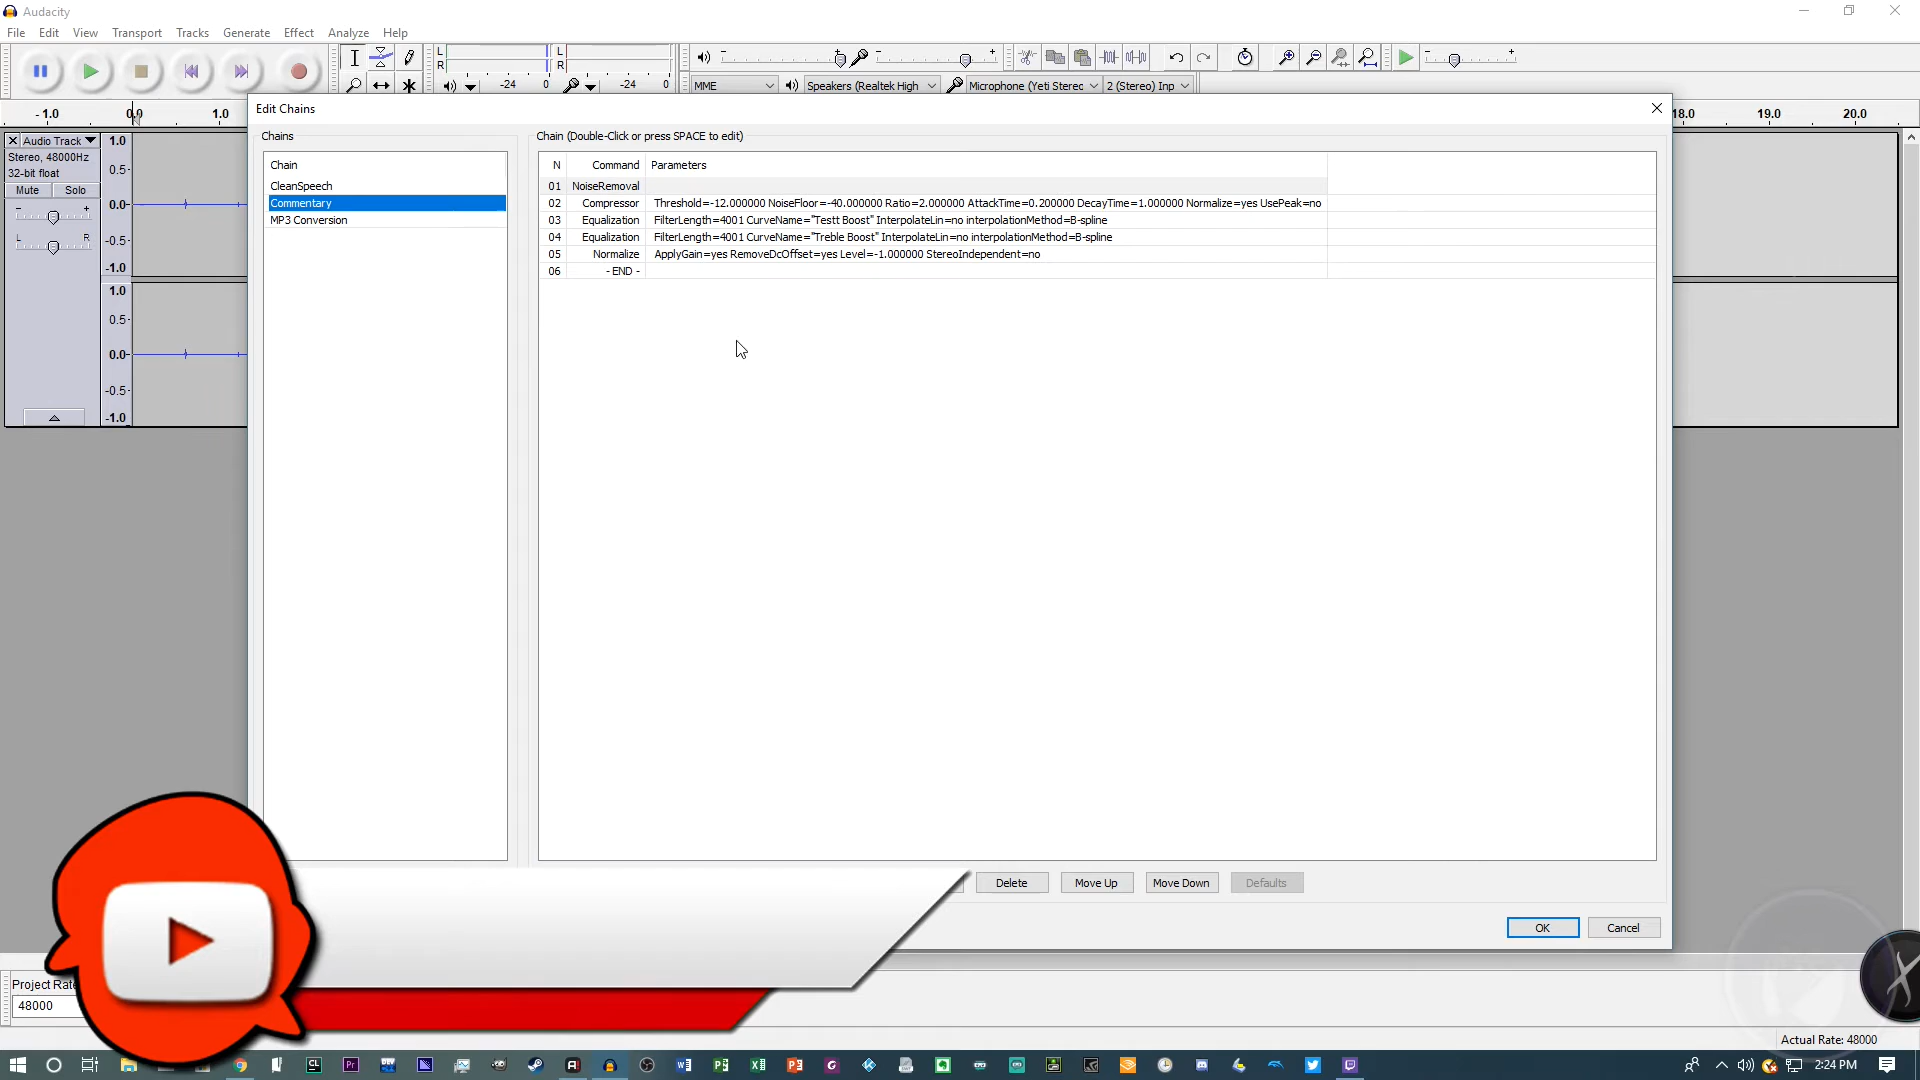 Audacity
File Edit View Transport Tracks Generate Effect Analyze Help
L R -24 0 L R -24 0
MME Speakers (Realtek High Microphone (Yeti Sterec 2 (Stereo) Inp
- 1.0 0.0 1.0 18.0 19.0 20.0
Edit Chains
Audio Track
Stereo, 48000Hz
32-bit float
Mute Solo
- +
L R
1.0
0.5-
0.0-
-0.5-
-1.0
1.0
0.5-
0.0-
-0.5-
-1.0
Chains
Chain
CleanSpeech
Commentary
MP3 Conversion
Chain (Double-Click or press SPACE to edit)
N Command Parameters
01 NoiseRemoval
02 Compressor Threshold=-12.000000 NoiseFloor=-40.000000 Ratio=2.000000 AttackTime=0.200000 DecayTime=1.000000 Normalize=yes UsePeak=no
03 Equalization FilterLength=4001 CurveName="Testt Boost" InterpolateLin=no interpolationMethod=B-spline
04 Equalization FilterLength=4001 CurveName="Treble Boost" InterpolateLin=no interpolationMethod=B-spline
05 Normalize ApplyGain=yes RemoveDcOffset=yes Level=-1.000000 StereoIndependent=no
06 - END -
Delete Move Up Move Down Defaults
OK Cancel
Project Rate
48000
Actual Rate: 48000
2:24 PM